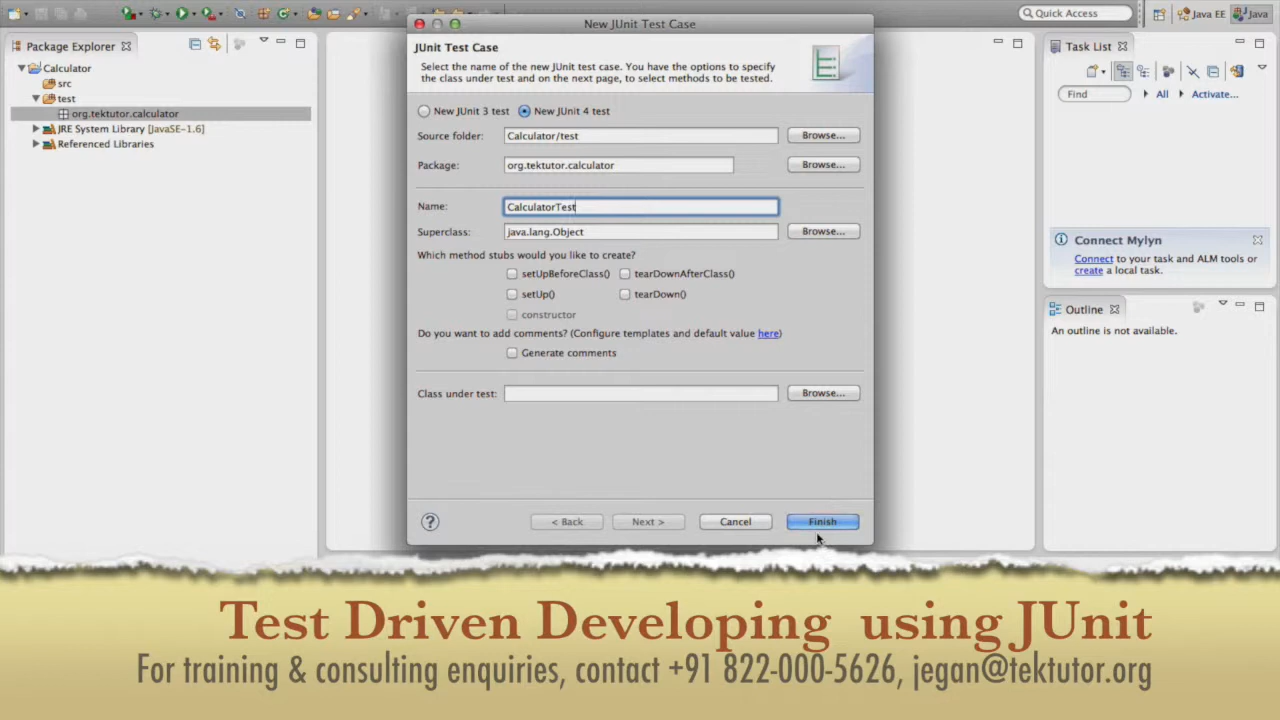 New JUnit Test Case
Quick Access
Java EE
Java
Package Explorer
Calculator
src
test
org.tektutor.calculator
JRE System Library [JavaSE-1.6]
Referenced Libraries
JUnit Test Case
Select the name of the new JUnit test case. You have the options to specify
the class under test and on the next page, to select methods to be tested.
New JUnit 3 test
New JUnit 4 test
Source folder:
Calculator/test
Browse...
Package:
org.tektutor.calculator
Browse...
Name:
CalculatorTest
Superclass:
java.lang.Object
Browse...
Which method stubs would you like to create?
setUpBeforeClass()
tearDownAfterClass()
setUp()
tearDown()
constructor
Do you want to add comments? (Configure templates and default value here)
Generate comments
Class under test:
Browse...
?
< Back
Next >
Cancel
Finish
Task List
Find
All
Activate...
Connect Mylyn
Connect to your task and ALM tools or
create a local task.
Outline
An outline is not available.
Test Driven Developing using JUnit
For training & consulting enquiries, contact +91 822-000-5626, jegan@tektutor.org